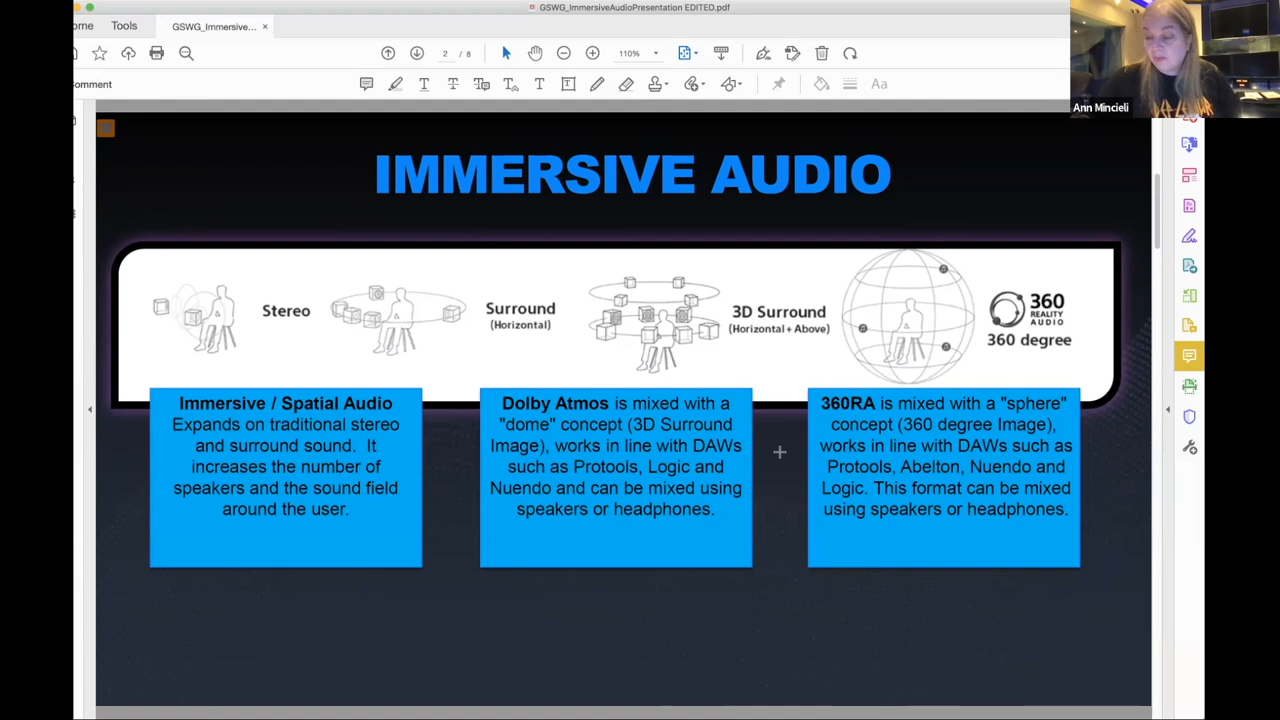 GSWG_ImmersiveAudioPresentation EDITED.pdf
ome Tools GSWG_Immersive... ×
2 / 8 110%
omment
Aa
Ann Mincieli
IMMERSIVE AUDIO
Stereo
Surround
(Horizontal)
3D Surround
(Horizontal + Above)
360
REALITY
AUDIO
360 degree
Immersive / Spatial Audio
Expands on traditional stereo
and surround sound. It
increases the number of
speakers and the sound field
around the user.
Dolby Atmos is mixed with a
"dome" concept (3D Surround
Image), works in line with DAWs
such as Protools, Logic and
Nuendo and can be mixed using
speakers or headphones.
360RA is mixed with a "sphere"
concept (360 degree Image),
works in line with DAWs such as
Protools, Abelton, Nuendo and
Logic. This format can be mixed
using speakers or headphones.